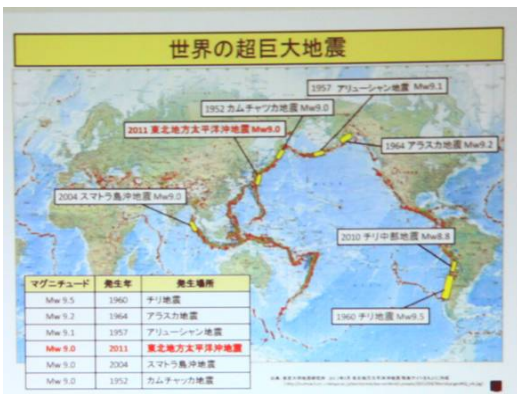 世界の超巨大地震
1957 アリューシャン地震 Mw9.1
1952 カムチャツカ地震 Mw9.0
2011 東北地方太平洋沖地震 Mw9.0
1964 アラスカ地震 Mw9.2
2004 スマトラ島沖地震 Mw9.0
2010 チリ中部地震 Mw8.8
1960 チリ地震 Mw9.5
マグニチュード 発生年 発生場所
Mw 9.5 1960 チリ地震
Mw 9.2 1964 アラスカ地震
Mw 9.1 1957 アリューシャン地震
Mw 9.0 2011 東北地方太平洋沖地震
Mw 9.0 2004 スマトラ島沖地震
Mw 9.0 1952 カムチャッカ地震